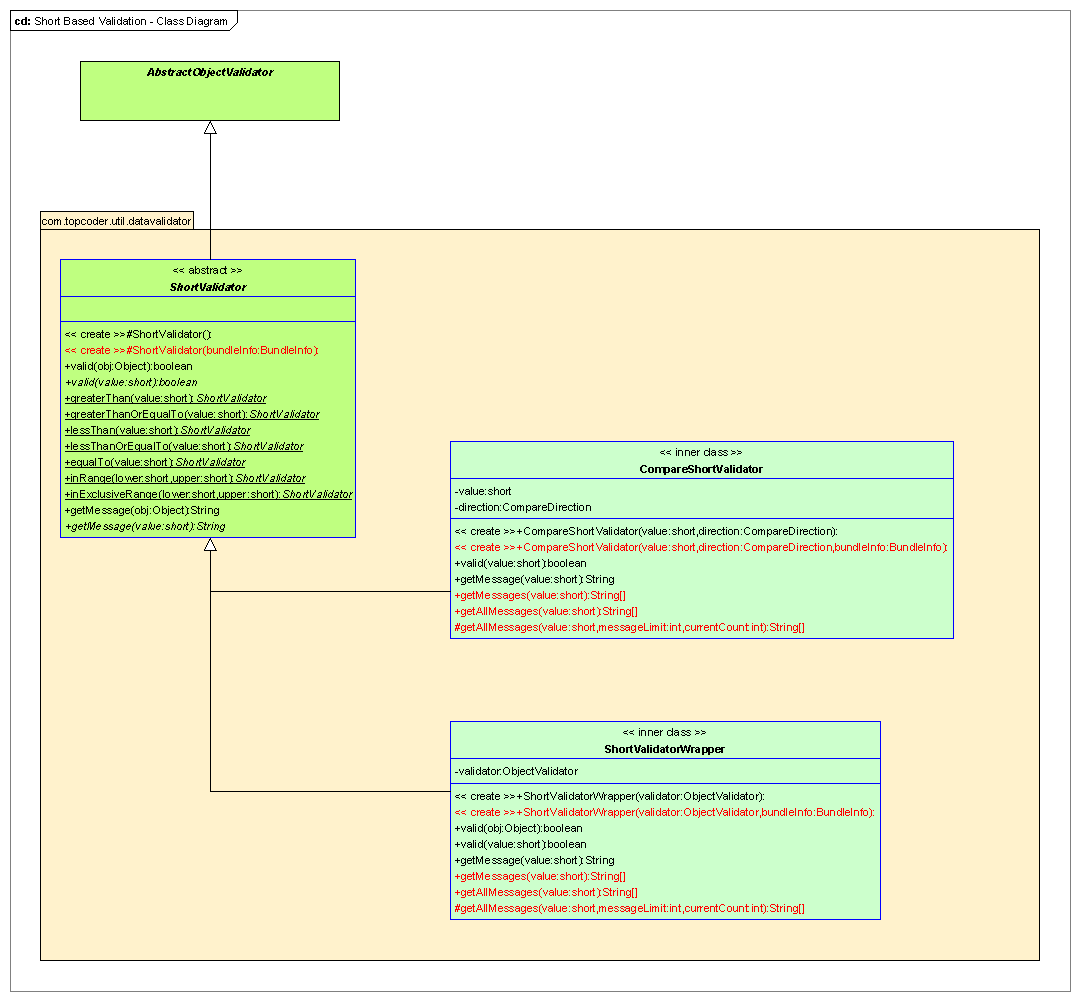 cd: Short Based Validation - Class Diagram
AbstractObjectValidator
com.topcoder.util.datavalidator
<< abstract >>
ShortValidator
<< create >>#ShortValidator():
<< create >>#ShortValidator(bundleInfo:BundleInfo):
+valid(obj:Object):boolean
+valid(value:short):boolean
+greaterThan(value:short):ShortValidator
+greaterThanOrEqualTo(value:short):ShortValidator
+lessThan(value:short):ShortValidator
+lessThanOrEqualTo(value:short):ShortValidator
+equalTo(value:short):ShortValidator
+inRange(lower:short,upper:short):ShortValidator
+inExclusiveRange(lower:short,upper:short):ShortValidator
+getMessage(obj:Object):String
+getMessage(value:short):String
<< inner class >>
CompareShortValidator
-value:short
-direction:CompareDirection
<< create >>+CompareShortValidator(value:short,direction:CompareDirection):
<< create >>+CompareShortValidator(value:short,direction:CompareDirection,bundleInfo:BundleInfo):
+valid(value:short):boolean
+getMessage(value:short):String
+getMessages(value:short):String[]
+getAllMessages(value:short):String[]
#getAllMessages(value:short,messageLimit:int,currentCount:int):String[]
<< inner class >>
ShortValidatorWrapper
-validator:ObjectValidator
<< create >>+ShortValidatorWrapper(validator:ObjectValidator):
<< create >>+ShortValidatorWrapper(validator:ObjectValidator,bundleInfo:BundleInfo):
+valid(obj:Object):boolean
+valid(value:short):boolean
+getMessage(value:short):String
+getMessages(value:short):String[]
+getAllMessages(value:short):String[]
#getAllMessages(value:short,messageLimit:int,currentCount:int):String[]